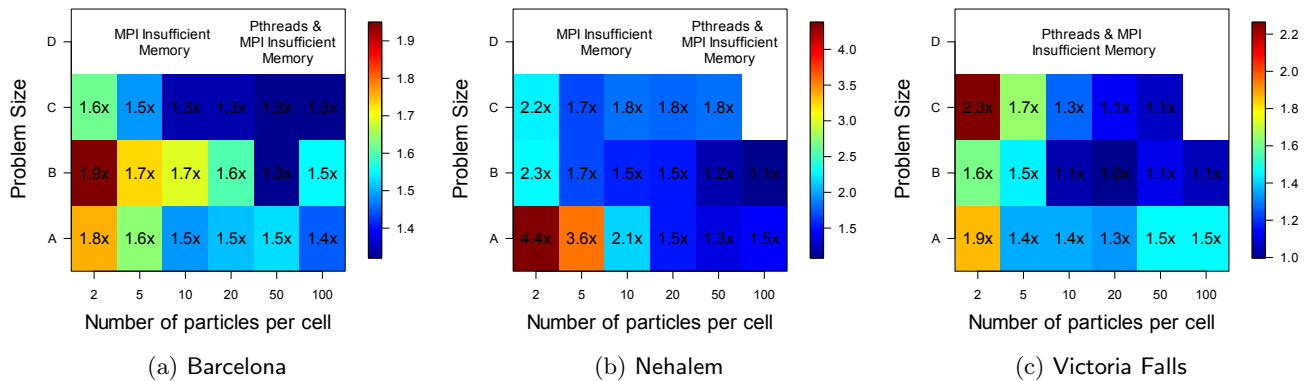 Problem Size
D
C
B
A
MPI Insufficient
Memory
Pthreads &
MPI Insufficient
Memory
1.6x 1.5x 1.3x 1.3x 1.3x 1.3x
1.9x 1.7x 1.7x 1.6x 1.3x 1.5x
1.8x 1.6x 1.5x 1.5x 1.5x 1.4x
2 5 10 20 50 100
Number of particles per cell
1.9
1.8
1.7
1.6
1.5
1.4
(a) Barcelona
Problem Size
D
C
B
A
MPI Insufficient
Memory
Pthreads &
MPI Insufficient
Memory
2.2x 1.7x 1.8x 1.8x 1.8x
2.3x 1.7x 1.5x 1.5x 1.2x 1.1x
4.4x 3.6x 2.1x 1.5x 1.3x 1.5x
2 5 10 20 50 100
Number of particles per cell
4.0
3.5
3.0
2.5
2.0
1.5
(b) Nehalem
Problem Size
D
C
B
A
Pthreads & MPI
Insufficient Memory
2.3x 1.7x 1.3x 1.1x 1.1x
1.6x 1.5x 1.1x 1.0x 1.1x 1.1x
1.9x 1.4x 1.4x 1.3x 1.5x 1.5x
2 5 10 20 50 100
Number of particles per cell
2.2
2.0
1.8
1.6
1.4
1.2
1.0
(c) Victoria Falls